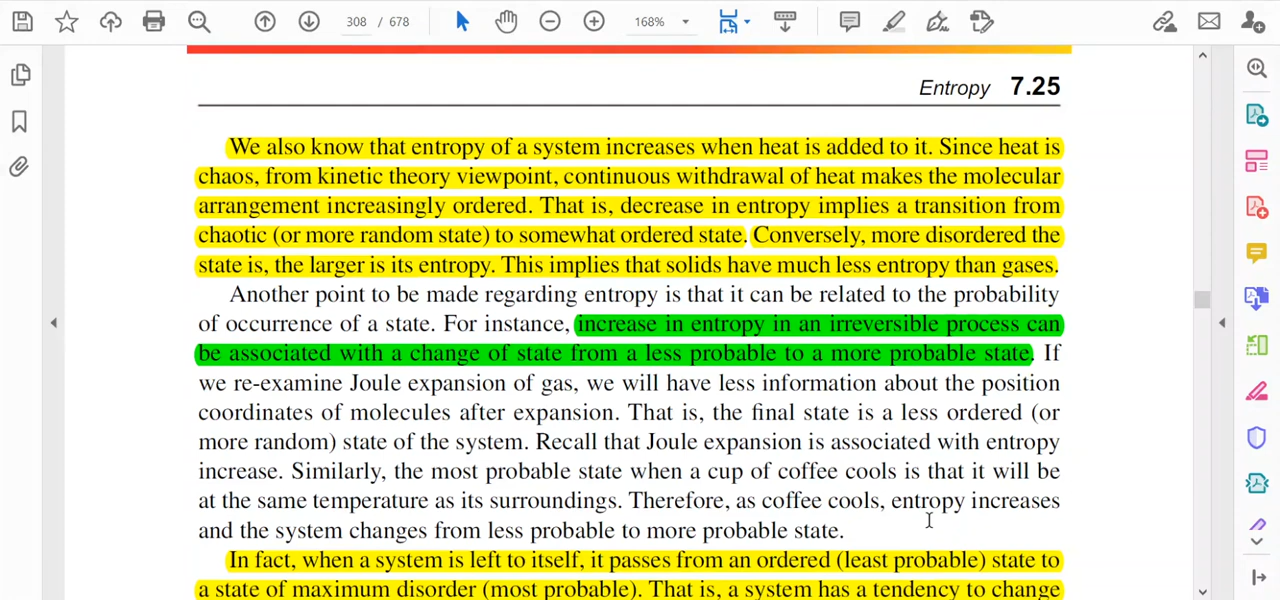 308 / 678
168%
Entropy 7.25
We also know that entropy of a system increases when heat is added to it. Since heat is
chaos, from kinetic theory viewpoint, continuous withdrawal of heat makes the molecular
arrangement increasingly ordered. That is, decrease in entropy implies a transition from
chaotic (or more random state) to somewhat ordered state. Conversely, more disordered the
state is, the larger is its entropy. This implies that solids have much less entropy than gases.
Another point to be made regarding entropy is that it can be related to the probability
of occurrence of a state. For instance, increase in entropy in an irreversible process can
be associated with a change of state from a less probable to a more probable state. If
we re-examine Joule expansion of gas, we will have less information about the position
coordinates of molecules after expansion. That is, the final state is a less ordered (or
more random) state of the system. Recall that Joule expansion is associated with entropy
increase. Similarly, the most probable state when a cup of coffee cools is that it will be
at the same temperature as its surroundings. Therefore, as coffee cools, entropy increases
and the system changes from less probable to more probable state.
In fact, when a system is left to itself, it passes from an ordered (least probable) state to
a state of maximum disorder (most probable). That is, a system has a tendency to change